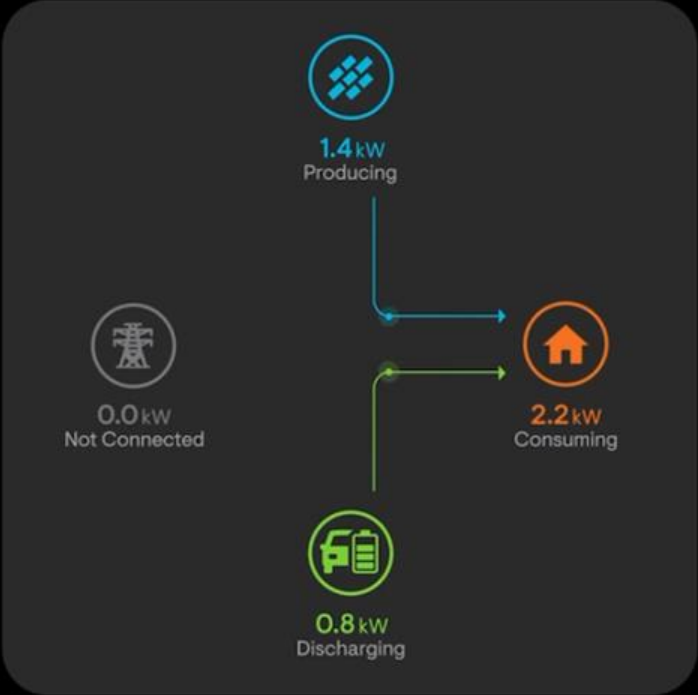 1.4 kW
Producing
0.0 kW
Not Connected
2.2 kW
Consuming
0.8 kW
Discharging